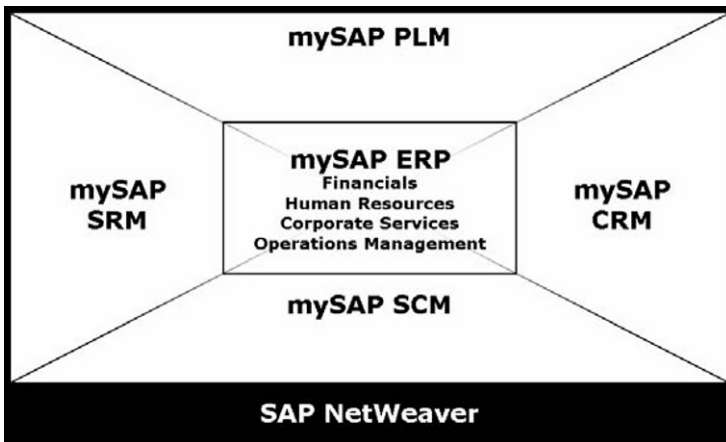 mySAP PLM
mySAP
SRM
mySAP ERP
Financials
Human Resources
Corporate Services
Operations Management
mySAP
CRM
mySAP SCM
SAP NetWeaver